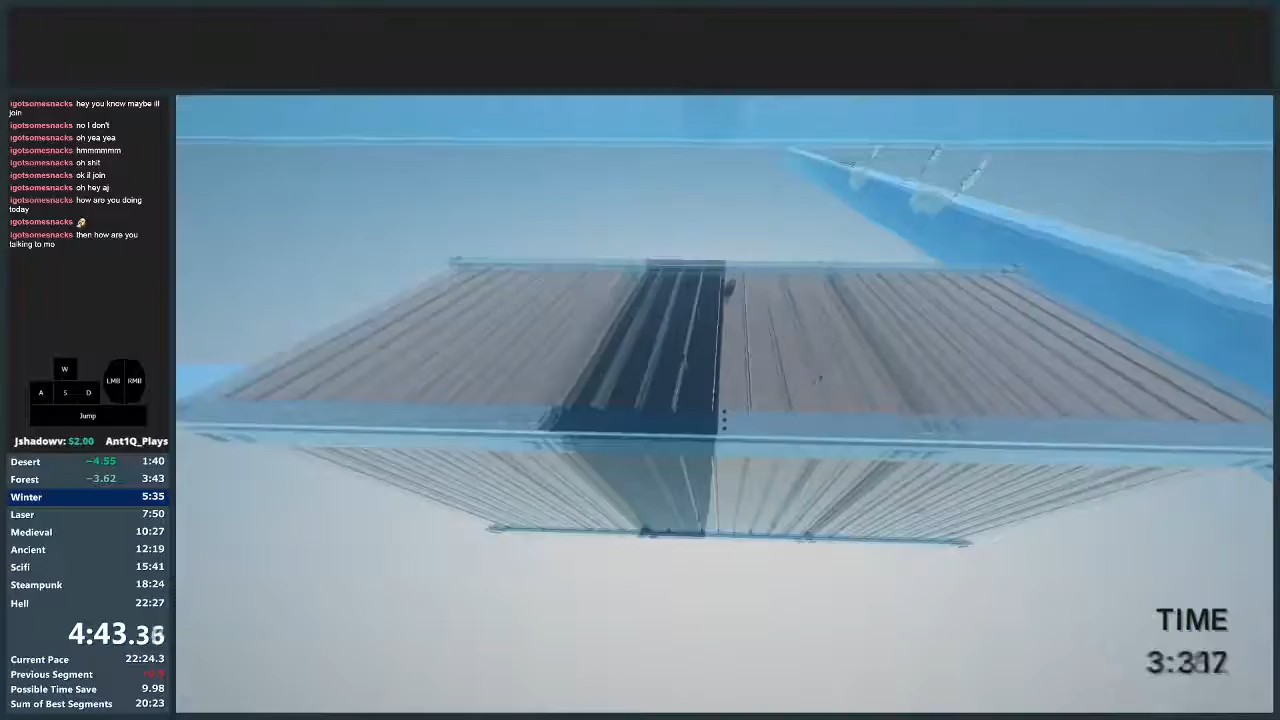 igotsomesnacks hey you know maybe ill
join
igotsomesnacks no I don't
igotsomesnacks oh yea yea
igotsomesnacks hmmmmmm
igotsomesnacks oh shit
igotsomesnacks ok il join
igotsomesnacks oh hey aj
igotsomesnacks how are you doing
today
igotsomesnacks
igotsomesnacks then how are you
talking to mo
W
A S D LMB RMB
Jump
Jshadowv: $2.00 Ant1Q_Plays
Desert −4.55 1:40
Forest −3.62 3:43
Winter 5:35
Laser 7:50
Medieval 10:27
Ancient 12:19
Scifi 15:41
Steampunk 18:24
Hell 22:27
4:43.36
Current Pace 22:24.3
Previous Segment
Possible Time Save 9.98
Sum of Best Segments 20:23
TIME